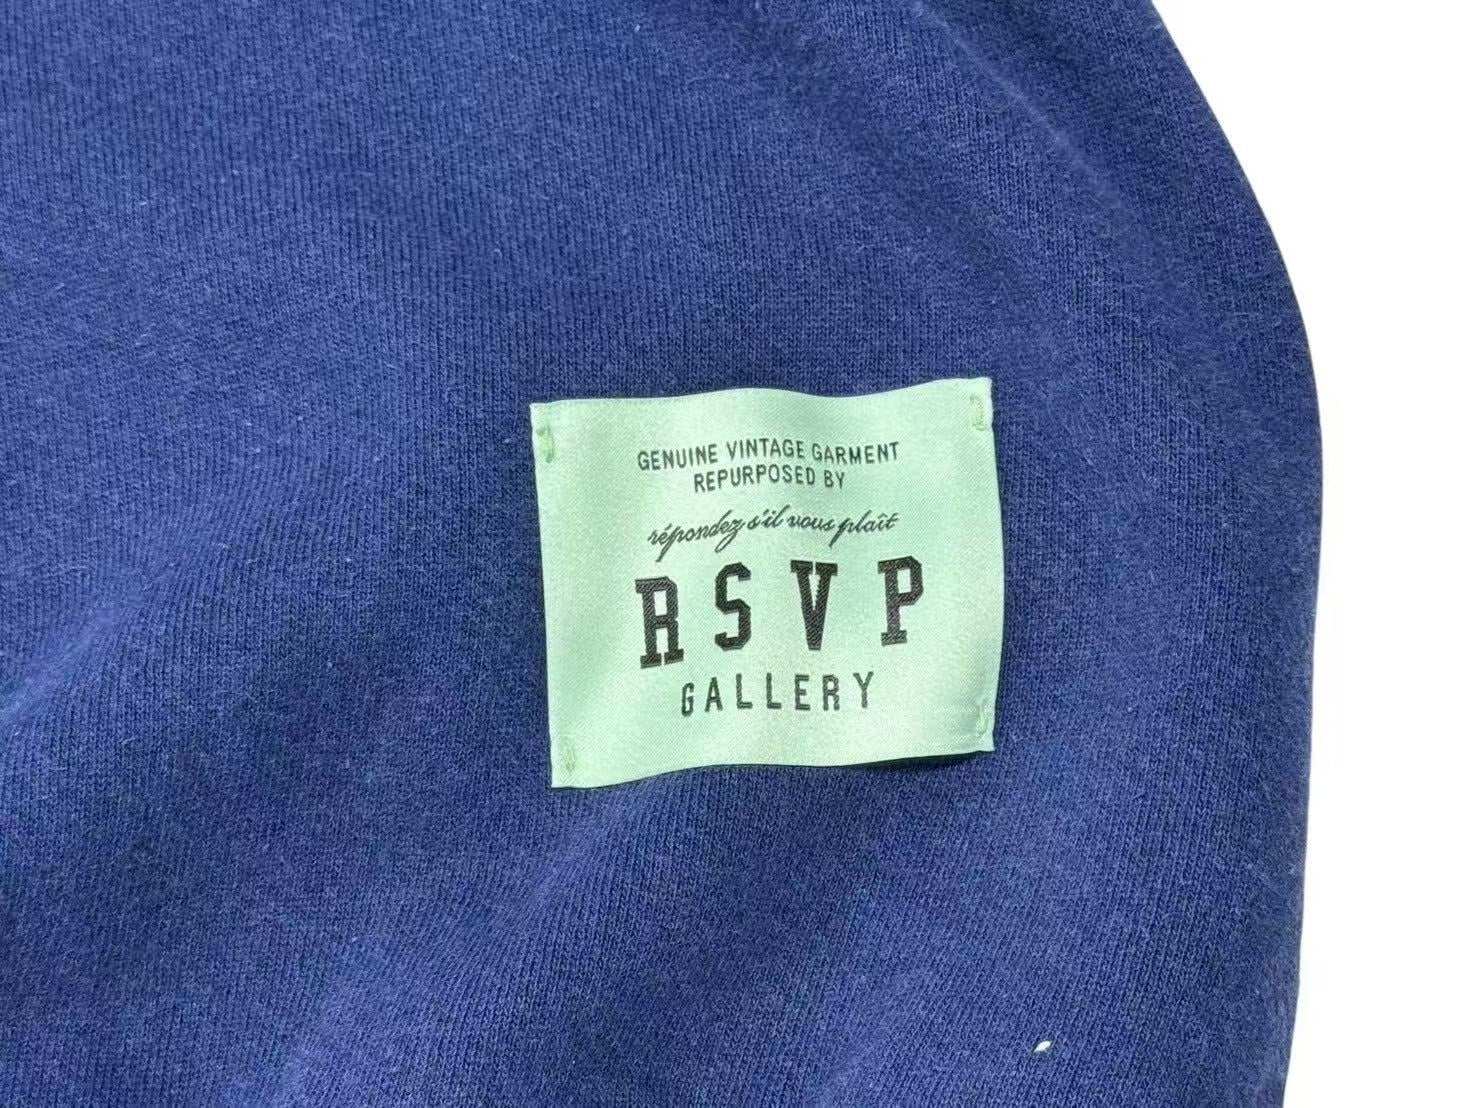 GENUINE VINTAGE GARMENT
REPURPOSED BY
répondez s'il vous plaît
RSVP
GALLERY